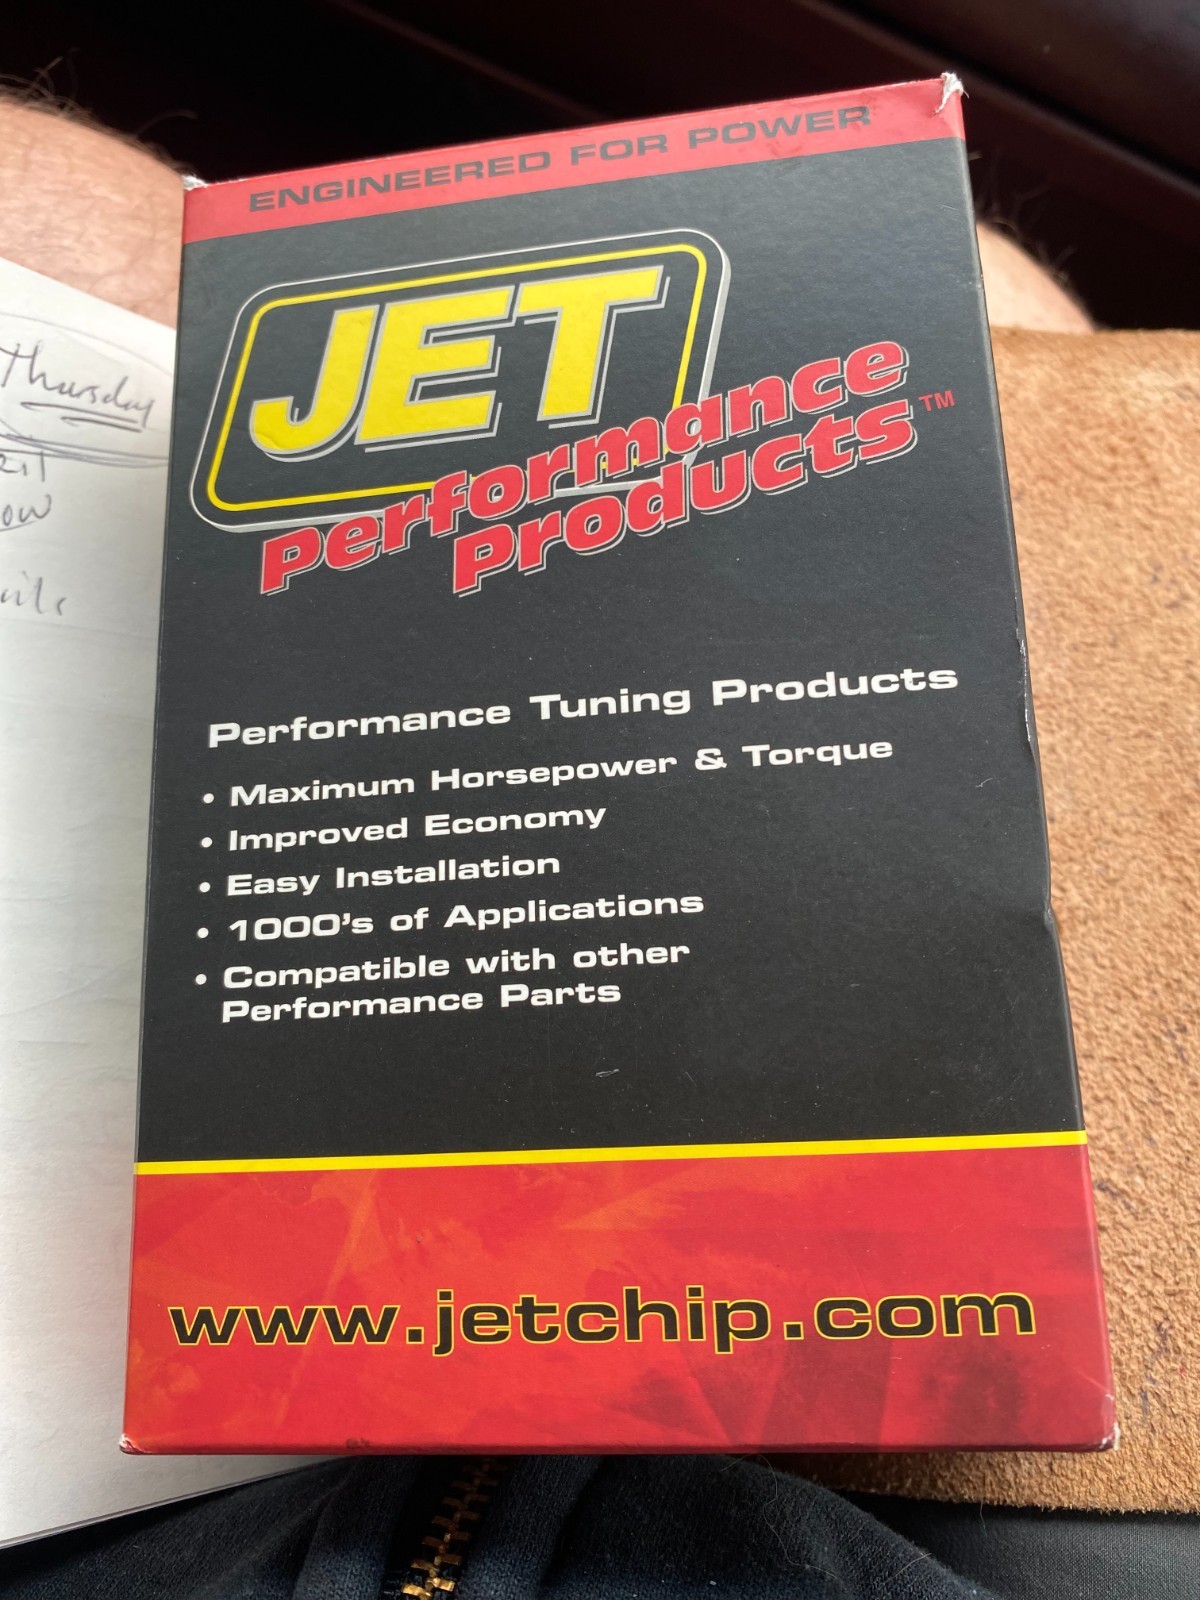 ENGINEERED FOR POWER
JET
Performance
Products™
Performance Tuning Products
• Maximum Horsepower & Torque
• Improved Economy
• Easy Installation
• 1000's of Applications
• Compatible with other
Performance Parts
www.jetchip.com
Thursday